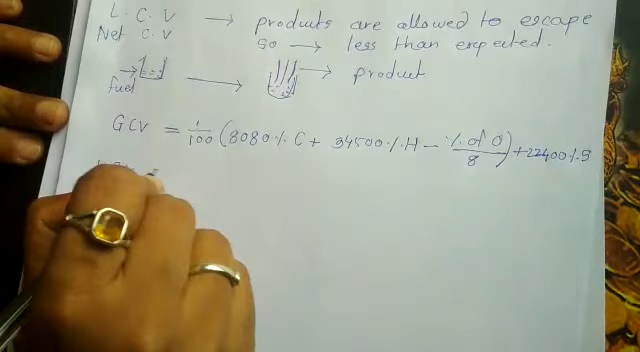 L. C. V → products are allowed to escape
Net C. V so → less than expected.
→ fuel → → product
GCV = 1/100 (8080 % C + 34500 % H - % of O / 8) + 22400 % S